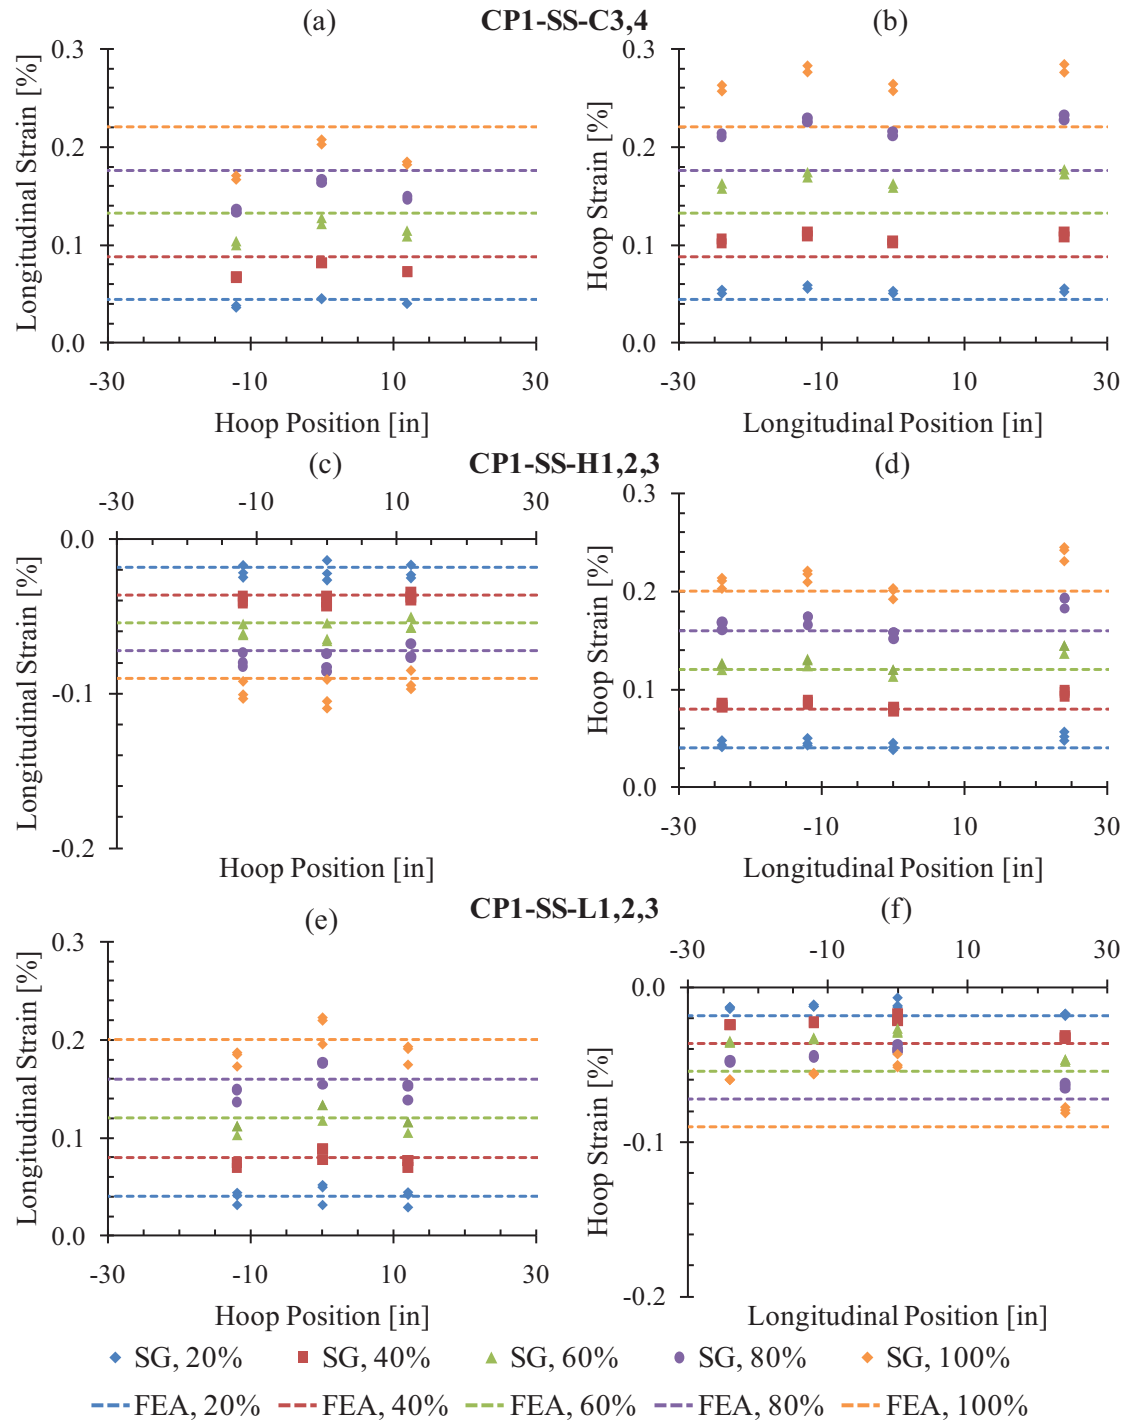 (a) CP1-SS-C3,4 (b)
Longitudinal Strain [%]
0.3
0.2
0.1
0.0
-30 -10 10 30
Hoop Position [in]
Hoop Strain [%]
0.3
0.2
0.1
0.0
-30 -10 10 30
Longitudinal Position [in]
(c) CP1-SS-H1,2,3 (d)
-30 -10 10 30
Longitudinal Strain [%]
0.0
-0.1
-0.2
Hoop Position [in]
Hoop Strain [%]
0.3
0.2
0.1
0.0
-30 -10 10 30
Longitudinal Position [in]
(e) CP1-SS-L1,2,3 (f)
Longitudinal Strain [%]
0.3
0.2
0.1
0.0
-30 -10 10 30
Hoop Position [in]
-30 -10 10 30
Hoop Strain [%]
0.0
-0.1
-0.2
Longitudinal Position [in]
SG, 20% SG, 40% SG, 60% SG, 80% SG, 100%
FEA, 20% FEA, 40% FEA, 60% FEA, 80% FEA, 100%